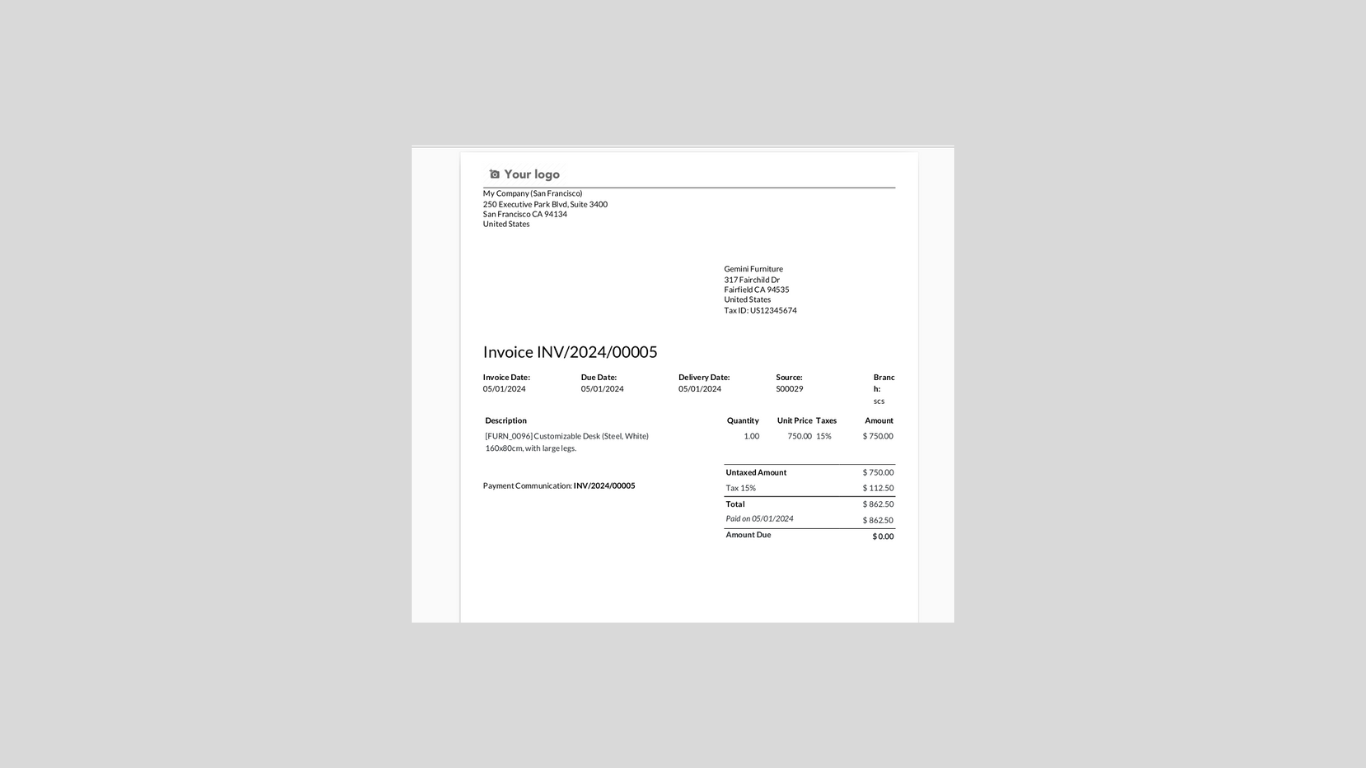 Your logo
My Company (San Francisco)
250 Executive Park Blvd, Suite 3400
San Francisco CA 94134
United States
Gemini Furniture
317 Fairchild Dr
Fairfield CA 94535
United States
Tax ID: US12345674
Invoice INV/2024/00005
Invoice Date: Due Date: Delivery Date: Source: Branc
05/01/2024 05/01/2024 05/01/2024 S00029 h:
scs
Description Quantity Unit Price Taxes Amount
[FURN_0096] Customizable Desk (Steel, White) 1.00 750.00 15% $ 750.00
160x80cm, with large legs.
Untaxed Amount $ 750.00
Payment Communication: INV/2024/00005
Tax 15% $ 112.50
Total $ 862.50
Paid on 05/01/2024 $ 862.50
Amount Due $ 0.00